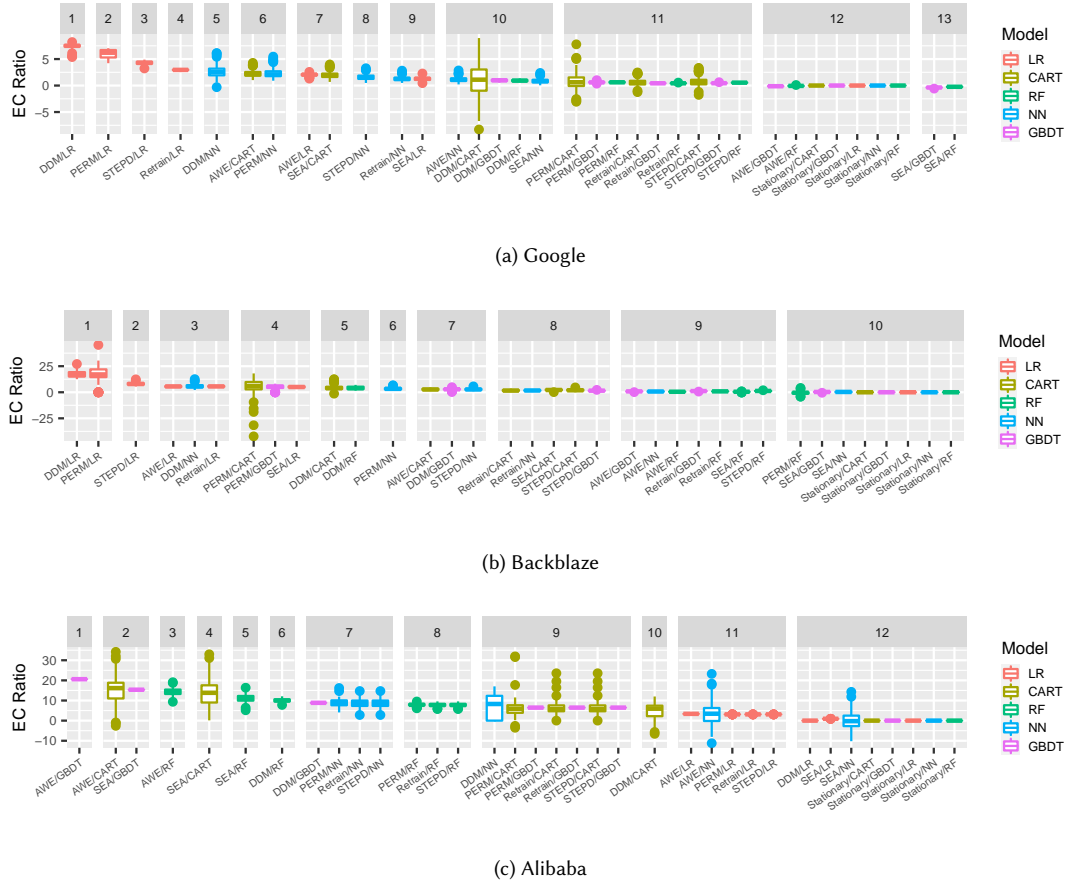 1 2 3 4 5 6 7 8 9 10 11 12 13
EC Ratio
5
0
−5
DDM/LR PERM/LR STEPD/LR Retrain/LR DDM/NN AWE/CART PERM/NN AWE/LR SEA/CART STEPD/NN Retrain/NN SEA/LR AWE/NN DDM/CART DDM/GBDT DDM/RF SEA/NN PERM/CART PERM/GBDT PERM/RF Retrain/CART Retrain/GBDT Retrain/RF STEPD/CART STEPD/GBDT STEPD/RF AWE/GBDT AWE/RF Stationary/CART Stationary/GBDT Stationary/LR Stationary/NN Stationary/RF SEA/GBDT SEA/RF
Model
LR
CART
RF
NN
GBDT
(a) Google
1 2 3 4 5 6 7 8 9 10
EC Ratio
25
0
−25
DDM/LR PERM/LR STEPD/LR AWE/LR DDM/NN Retrain/LR PERM/CART PERM/GBDT SEA/LR DDM/CART DDM/RF PERM/NN AWE/CART DDM/GBDT STEPD/NN Retrain/CART Retrain/NN SEA/CART STEPD/CART STEPD/GBDT AWE/GBDT AWE/NN AWE/RF Retrain/GBDT Retrain/RF SEA/RF STEPD/RF PERM/RF SEA/GBDT SEA/NN Stationary/CART Stationary/GBDT Stationary/LR Stationary/NN Stationary/RF
Model
LR
CART
RF
NN
GBDT
(b) Backblaze
1 2 3 4 5 6 7 8 9 10 11 12
EC Ratio
30
20
10
0
−10
AWE/GBDT AWE/CART SEA/GBDT AWE/RF SEA/CART SEA/RF DDM/RF DDM/GBDT PERM/NN Retrain/NN STEPD/NN PERM/RF Retrain/RF STEPD/RF DDM/NN PERM/CART PERM/GBDT Retrain/CART Retrain/GBDT STEPD/CART STEPD/GBDT DDM/CART AWE/LR AWE/NN PERM/LR Retrain/LR STEPD/LR DDM/LR SEA/LR SEA/NN Stationary/CART Stationary/GBDT Stationary/LR Stationary/NN Stationary/RF
Model
LR
CART
RF
NN
GBDT
(c) Alibaba